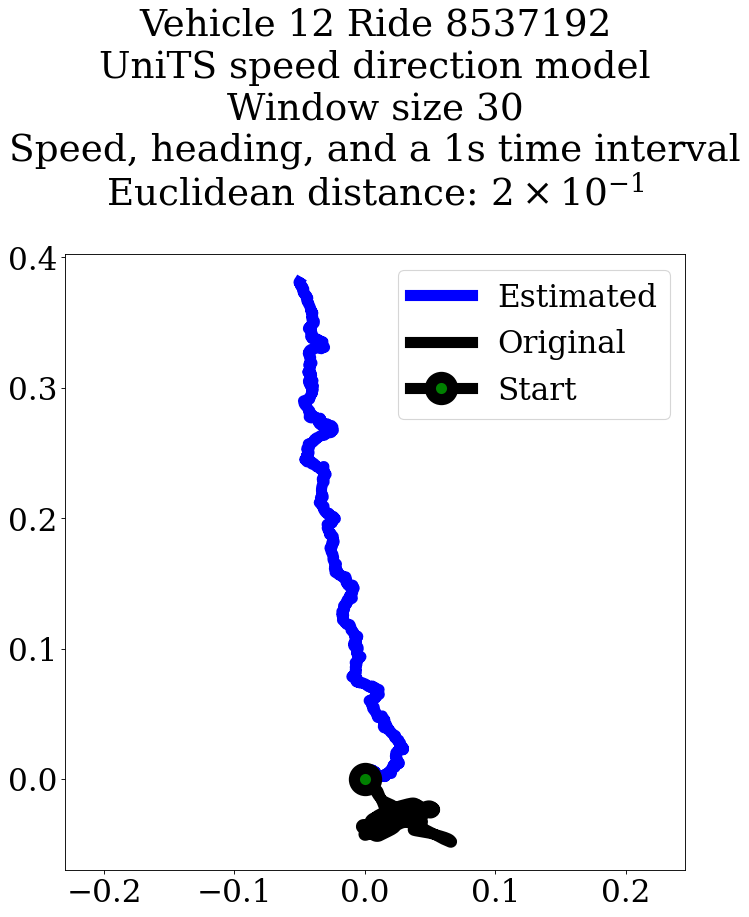 Vehicle 12 Ride 8537192
UniTS speed direction model
Window size 30
Speed, heading, and a 1s time interval
Euclidean distance: 2 × 10⁻¹
0.4
Estimated
Original
0.3
Start
0.2
0.1
0.0
−0.2 −0.1 0.0 0.1 0.2